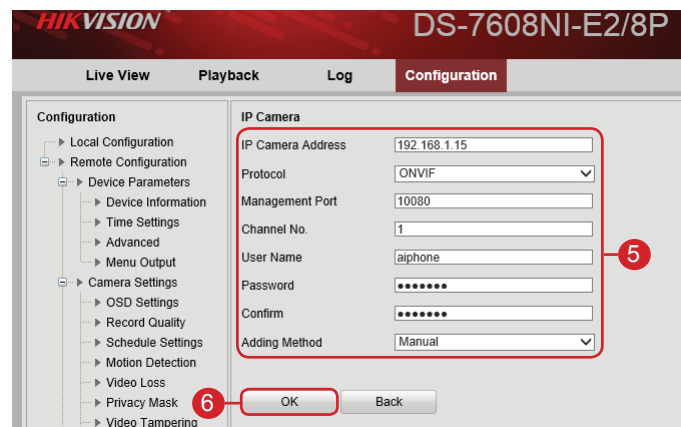 HIKVISION
DS-7608NI-E2/8P
Live View Playback Log Configuration
Configuration
Local Configuration
Remote Configuration
Device Parameters
Device Information
Time Settings
Advanced
Menu Output
Camera Settings
OSD Settings
Record Quality
Schedule Settings
Motion Detection
Video Loss
Privacy Mask
Video Tampering
IP Camera
IP Camera Address 192.168.1.15
Protocol ONVIF
Management Port 10080
Channel No. 1
User Name aiphone
Password ●●●●●●●
Confirm ●●●●●●●
Adding Method Manual
5
6
OK Back